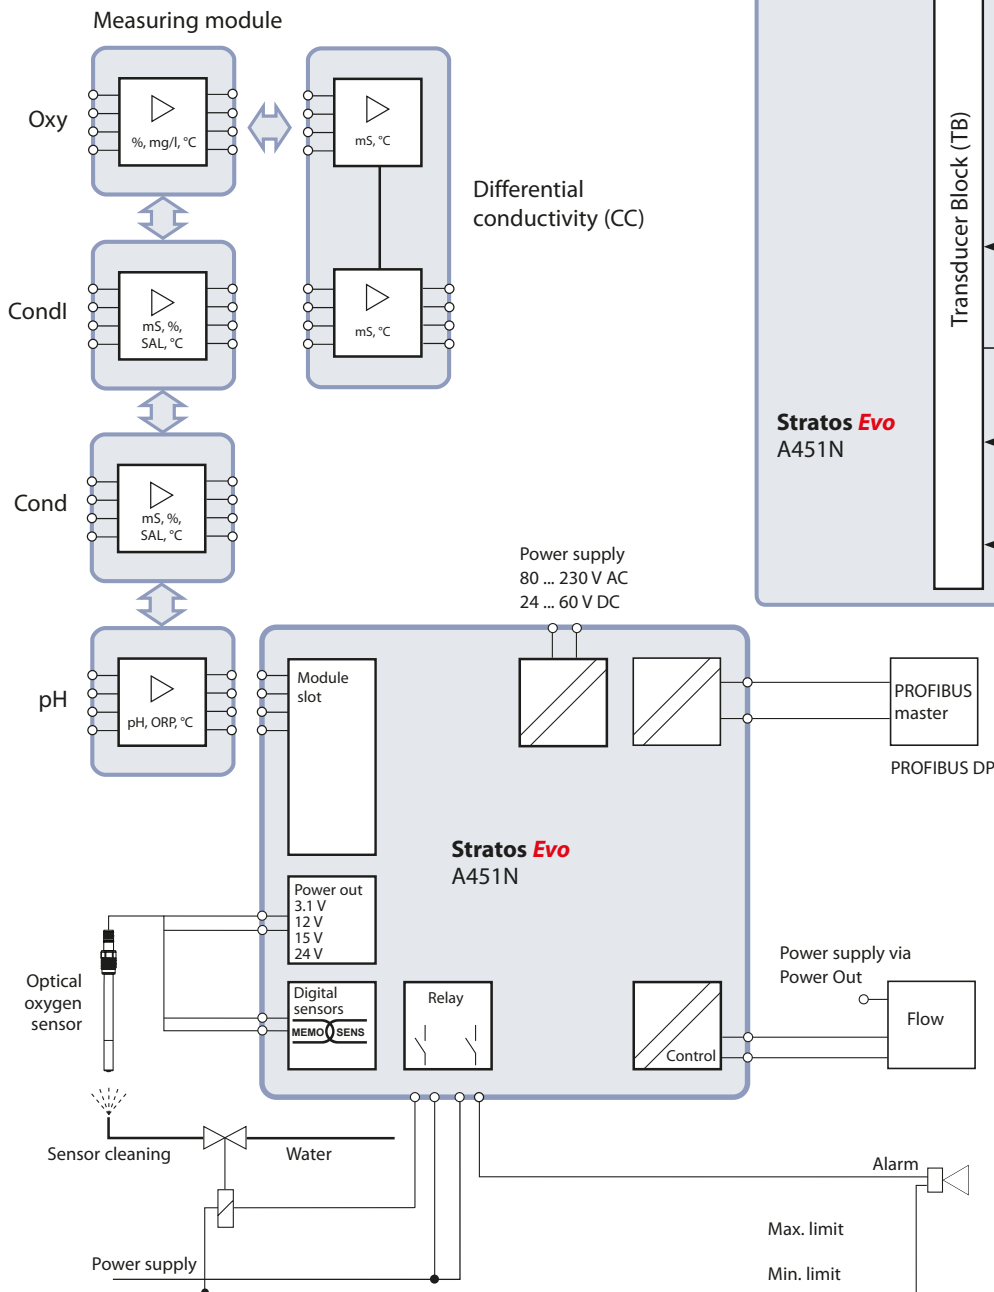 Measuring module
Oxy
%, mg/l, °C
mS, °C
Differential
conductivity (CC)
mS, °C
CondI
mS, %,
SAL, °C
Cond
mS, %,
SAL, °C
pH
pH, ORP, °C
Transducer Block (TB)
Stratos Evo
A451N
Power supply
80 ... 230 V AC
24 ... 60 V DC
Module
slot
PROFIBUS
master
PROFIBUS DP
Stratos Evo
A451N
Power out
3.1 V
12 V
15 V
24 V
Optical
oxygen
sensor
Digital
sensors
MEMO SENS
Relay
Control
Power supply via
Power Out
Flow
Sensor cleaning
Water
Alarm
Max. limit
Min. limit
Power supply